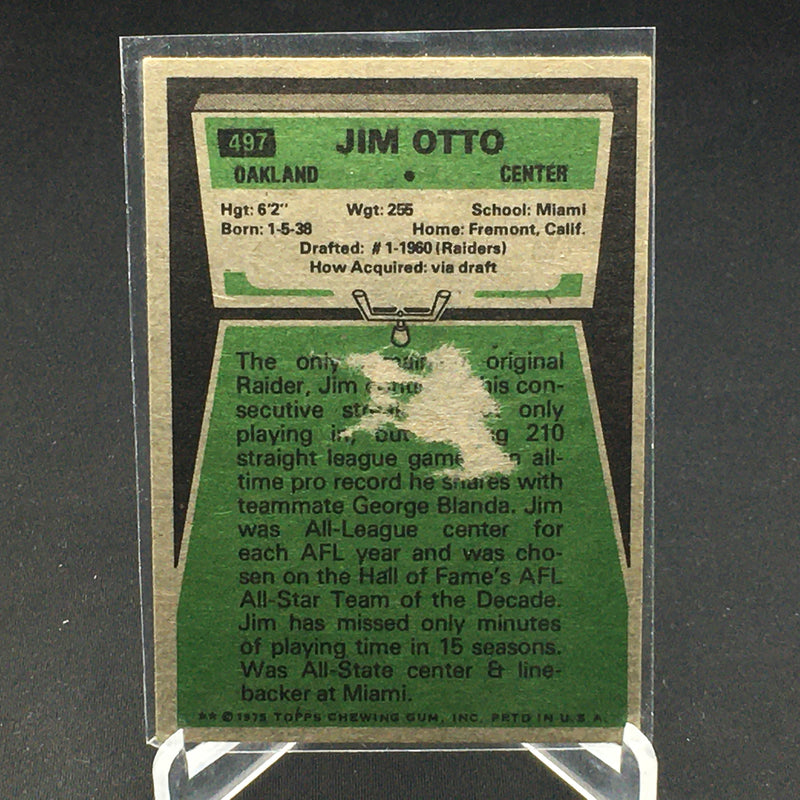 497 JIM OTTO
OAKLAND • CENTER
Hgt: 6'2" Wgt: 255 School: Miami
Born: 1-5-38 Home: Fremont, Calif.
Drafted: #1-1960 (Raiders)
How Acquired: via draft
The only original
Raider, Jim his con-
secutive only
playing in, but 210
straight league all-
time pro record he shares with
teammate George Blanda. Jim
was All-League center for
each AFL year and was cho-
sen on the Hall of Fame's AFL
All-Star Team of the Decade.
Jim has missed only minutes
of playing time in 15 seasons.
Was All-State center & line-
backer at Miami.
** © 1975 TOPPS CHEWING GUM, INC. PRTD IN U.S.A.